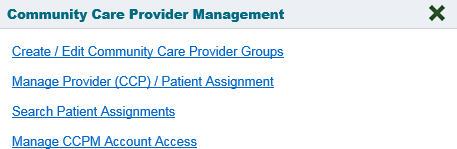 Community Care Provider Management
Create / Edit Community Care Provider Groups
Manage Provider (CCP) / Patient Assignment
Search Patient Assignments
Manage CCPM Account Access